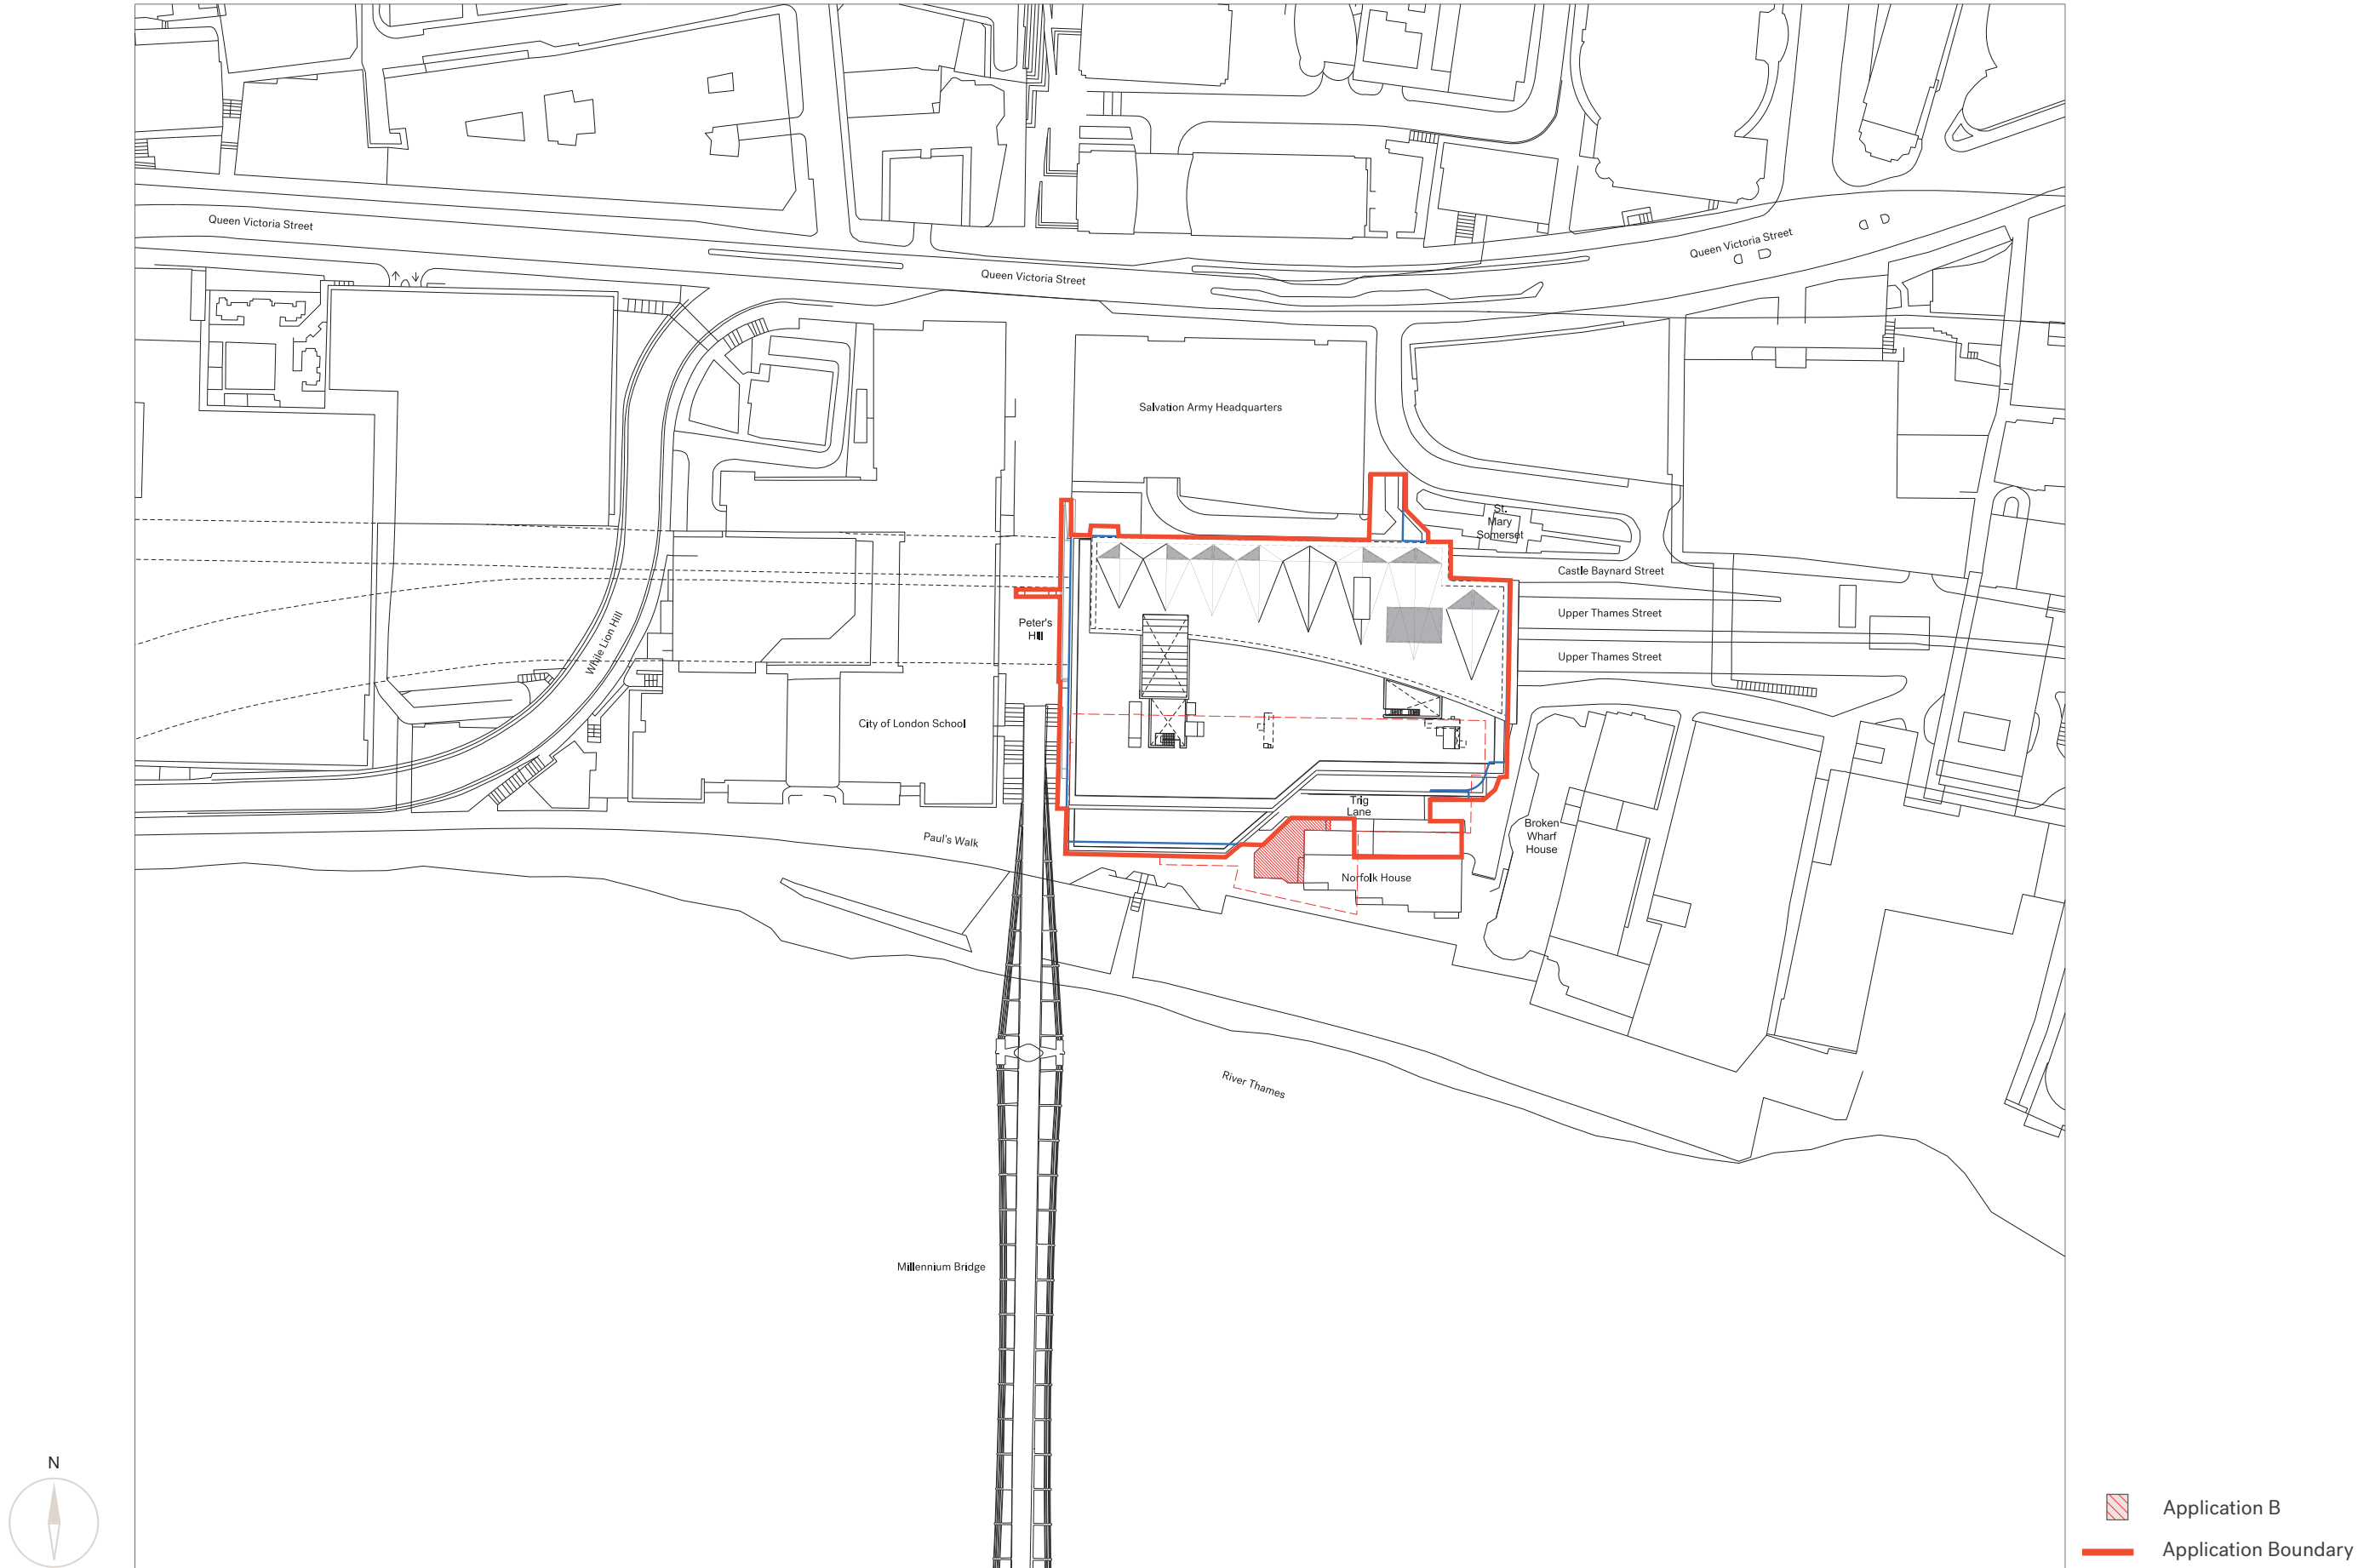 Queen Victoria Street
Queen Victoria Street
Queen Victoria Street
Salvation Army Headquarters
St.
Mary
Somerset
Castle Baynard Street
Upper Thames Street
Peter's
Hill
While Lion Hill
Upper Thames Street
City of London School
Trig
Lane
Broken
Wharf
House
Paul's Walk
Norfolk House
River Thames
Millennium Bridge
N
Application B
Application Boundary